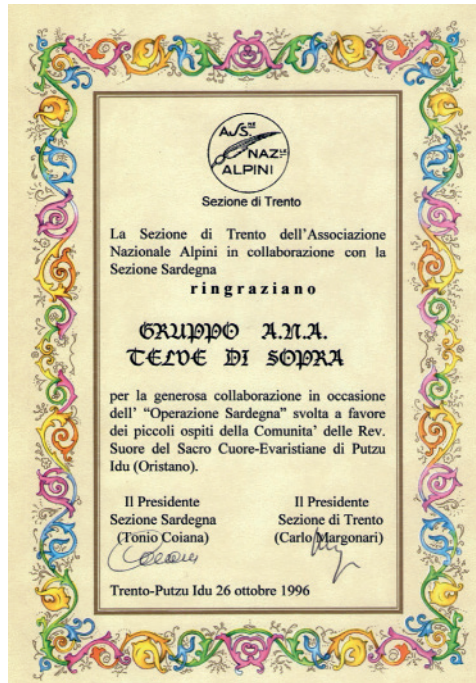 Ass.ne
Naz.le
ALPINI
Sezione di Trento
La Sezione di Trento dell'Associazione
Nazionale Alpini in collaborazione con la
Sezione Sardegna
ringraziano
GRUPPO A.N.A.
TELVE DI SOPRA
per la generosa collaborazione in occasione
dell' “Operazione Sardegna” svolta a favore
dei piccoli ospiti della Comunita' delle Rev.
Suore del Sacro Cuore-Evaristiane di Putzu
Idu (Oristano).
Il Presidente Il Presidente
Sezione Sardegna Sezione di Trento
(Tonio Coiana) (Carlo Margonari)
Trento-Putzu Idu 26 ottobre 1996